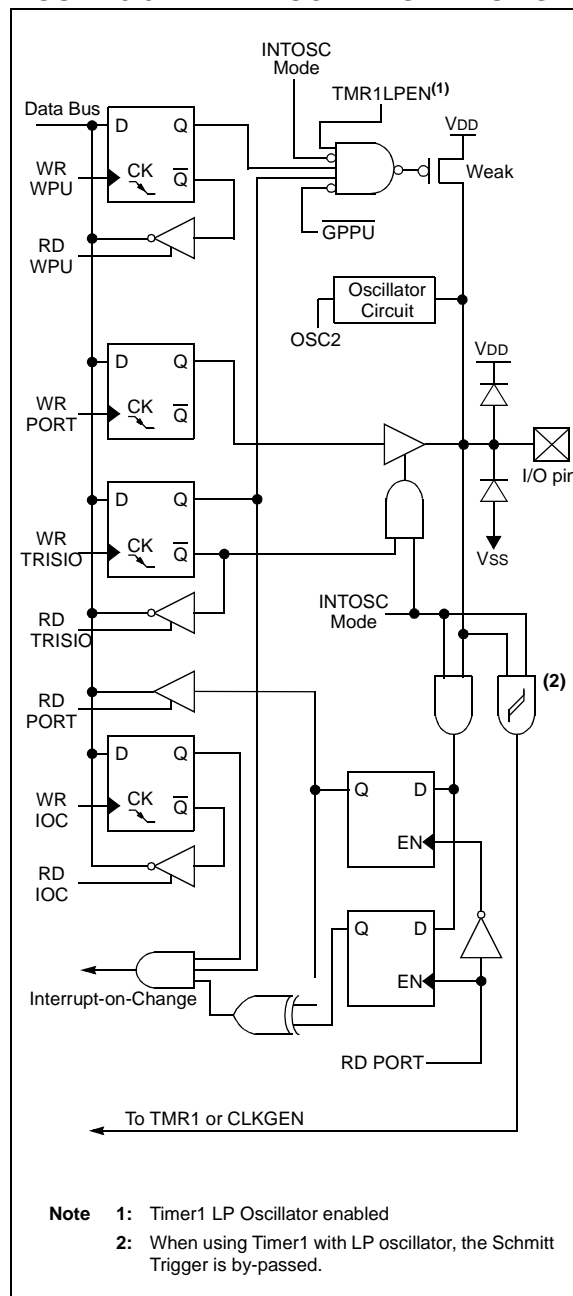 INTOSC
Mode
TMR1LPEN(1)
Data Bus
D Q
VDD
WR
WPU
CK Q
Weak
RD
WPU
GPPU
Oscillator
Circuit
OSC2
D Q
VDD
WR
PORT
CK Q
I/O pin
D Q
WR
TRISIO
CK Q
VSS
INTOSC
Mode
RD
TRISIO
(2)
RD
PORT
D Q
WR
IOC
CK Q
Q D
EN
RD
IOC
Q D
EN
Interrupt-on-Change
RD PORT
To TMR1 or CLKGEN
Note 1: Timer1 LP Oscillator enabled
2: When using Timer1 with LP oscillator, the Schmitt
Trigger is by-passed.